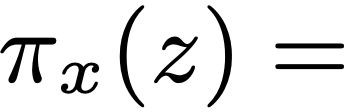 πₓ(z) =